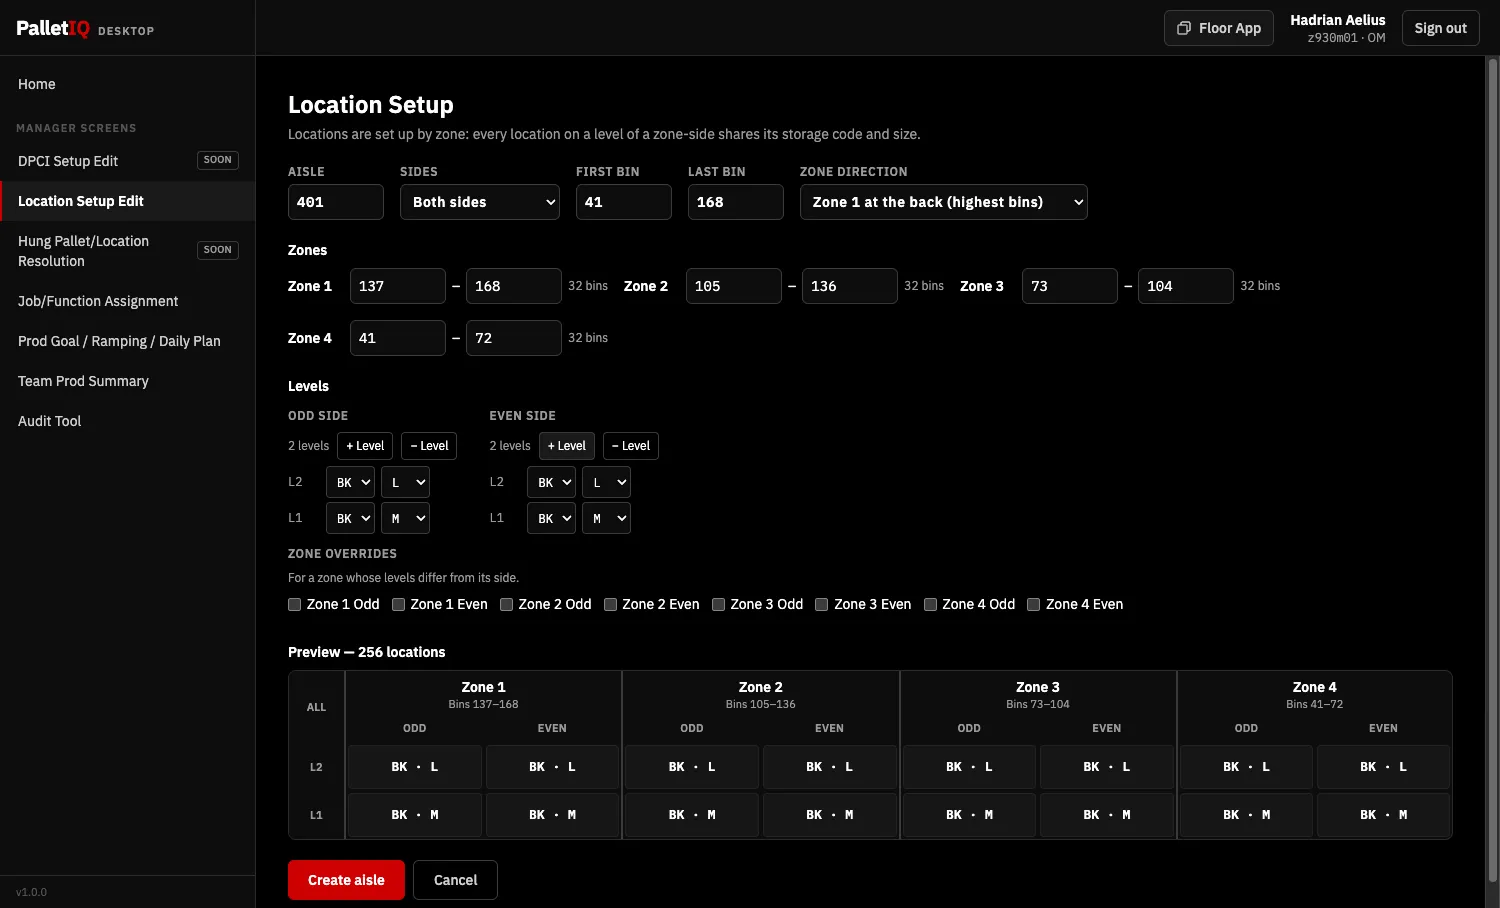 PalletIQ DESKTOP
Floor App
Hadrian Aelius
z930m01 · OM
Sign out
Home
MANAGER SCREENS
DPCI Setup Edit SOON
Location Setup Edit
Hung Pallet/Location
Resolution SOON
Job/Function Assignment
Prod Goal / Ramping / Daily Plan
Team Prod Summary
Audit Tool
v1.0.0
Location Setup
Locations are set up by zone: every location on a level of a zone-side shares its storage code and size.
AISLE SIDES FIRST BIN LAST BIN ZONE DIRECTION
401 Both sides 41 168 Zone 1 at the back (highest bins)
Zones
Zone 1 137 – 168 32 bins Zone 2 105 – 136 32 bins Zone 3 73 – 104 32 bins
Zone 4 41 – 72 32 bins
Levels
ODD SIDE EVEN SIDE
2 levels + Level − Level 2 levels + Level − Level
L2 BK L L2 BK L
L1 BK M L1 BK M
ZONE OVERRIDES
For a zone whose levels differ from its side.
Zone 1 Odd Zone 1 Even Zone 2 Odd Zone 2 Even Zone 3 Odd Zone 3 Even Zone 4 Odd Zone 4 Even
Preview — 256 locations
ALL Zone 1 Zone 2 Zone 3 Zone 4
Bins 137–168 Bins 105–136 Bins 73–104 Bins 41–72
ODD EVEN ODD EVEN ODD EVEN ODD EVEN
L2 BK · L BK · L BK · L BK · L BK · L BK · L BK · L BK · L
L1 BK · M BK · M BK · M BK · M BK · M BK · M BK · M BK · M
Create aisle Cancel